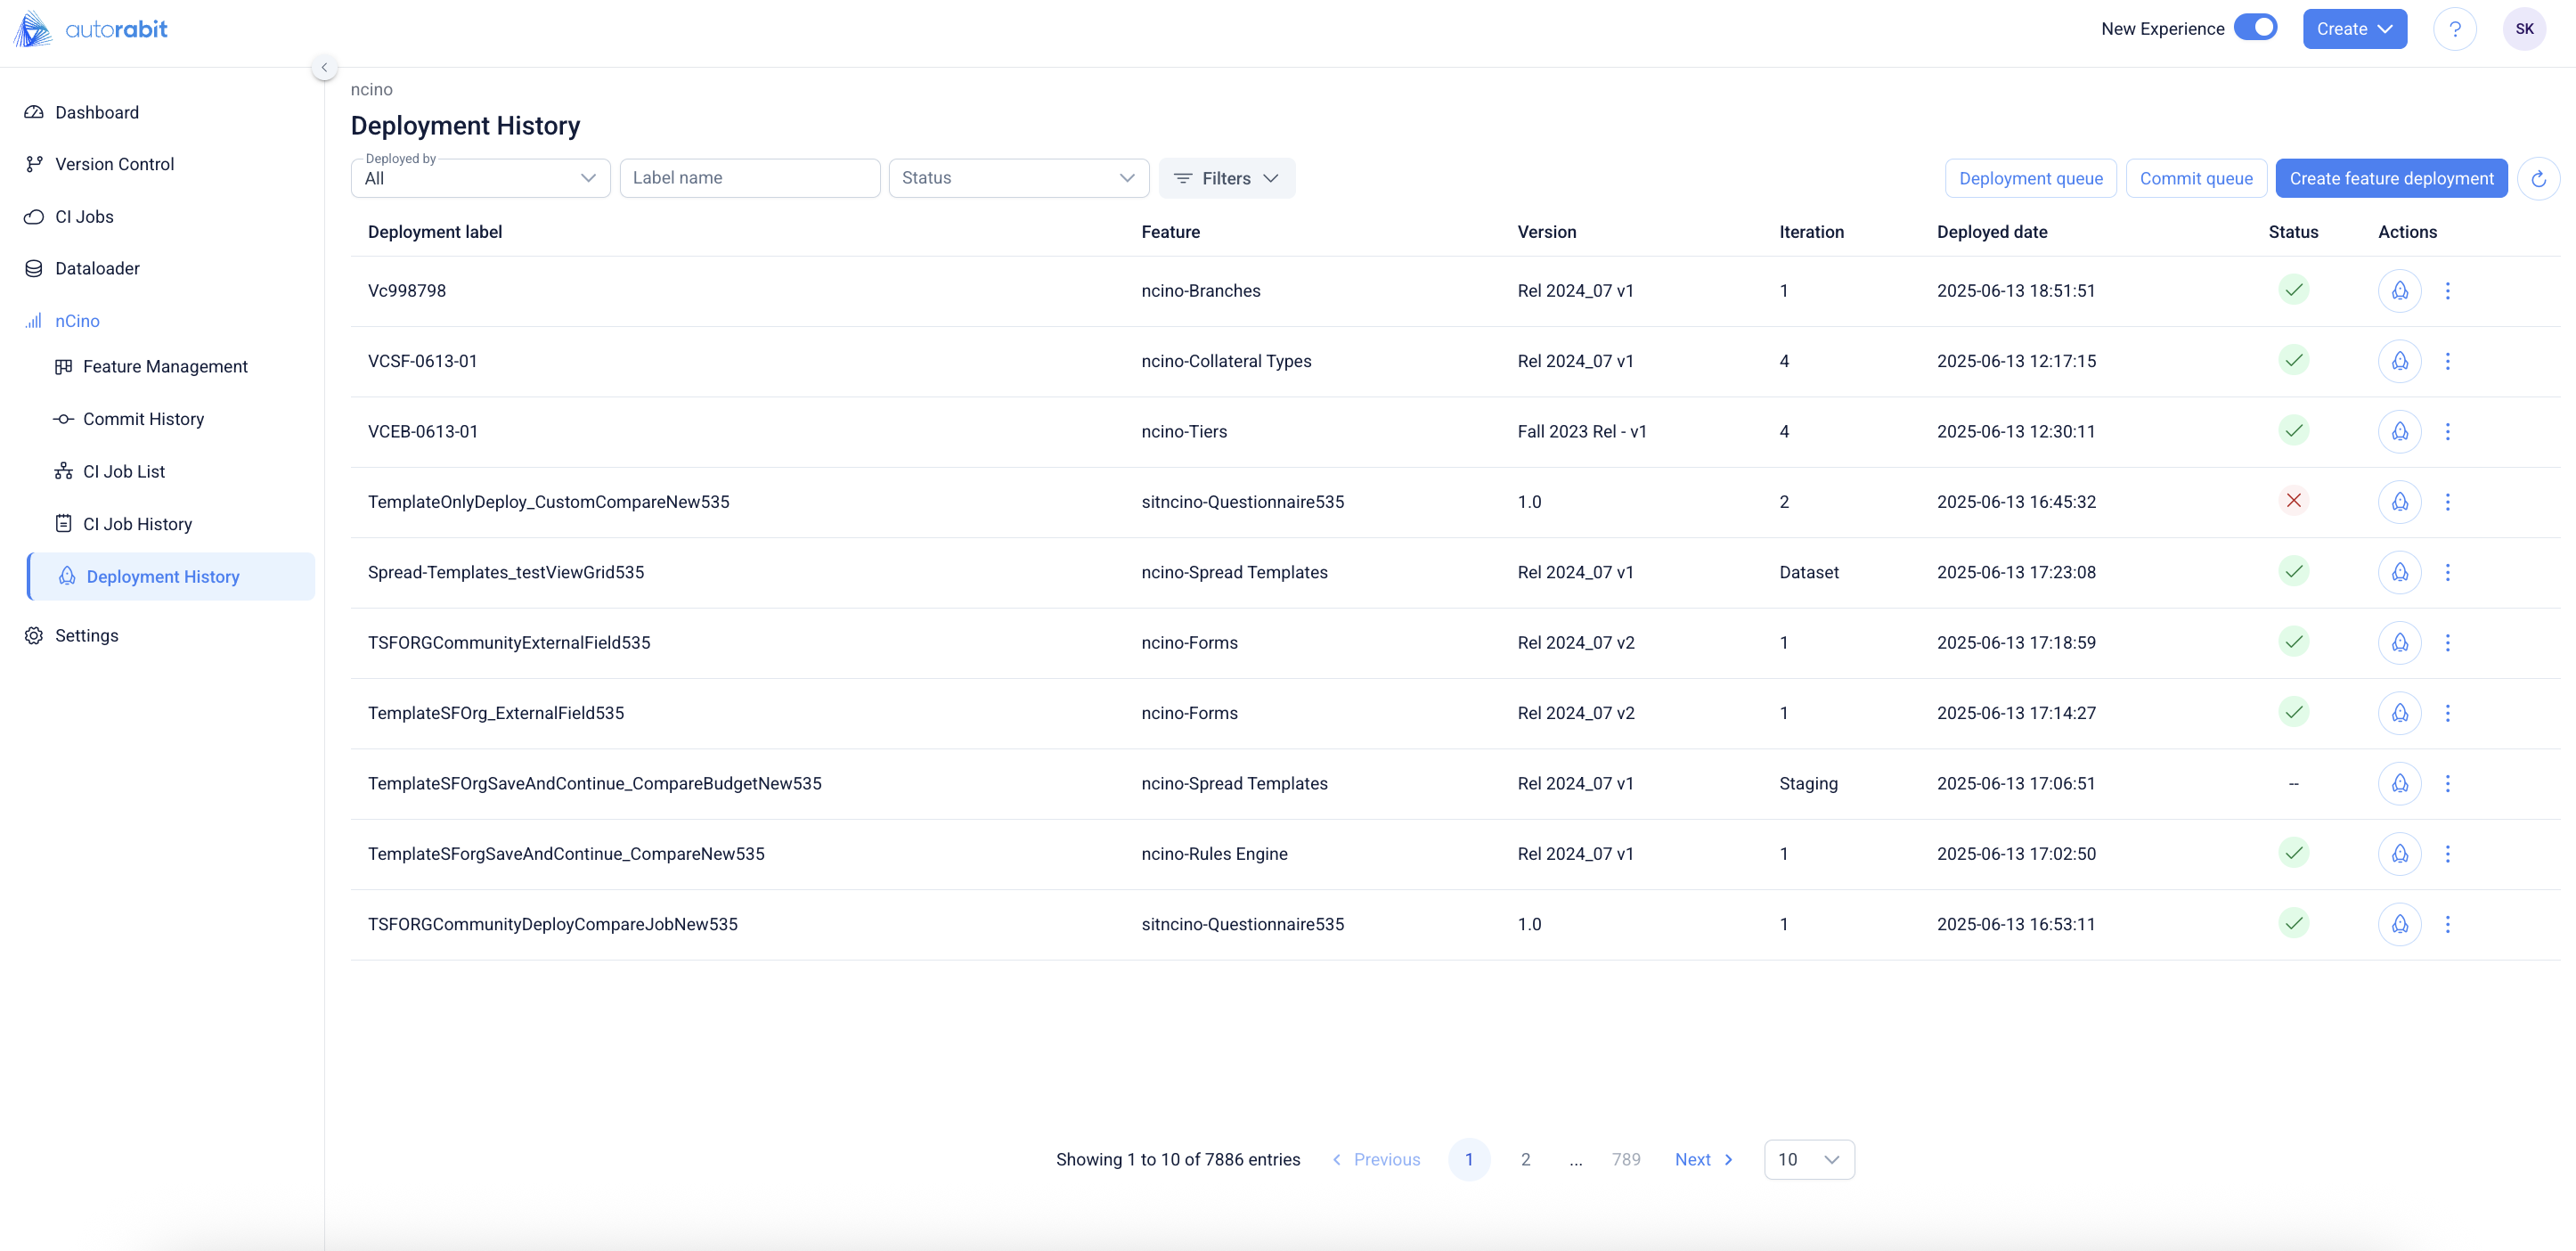 autorabit
New Experience
Create
?
SK
Dashboard
Version Control
CI Jobs
Dataloader
nCino
Feature Management
Commit History
CI Job List
CI Job History
Deployment History
Settings
ncino
Deployment History
Deployed by
All
Label name
Status
Filters
Deployment queue
Commit queue
Create feature deployment
Deployment label Feature Version Iteration Deployed date Status Actions
Vc998798 ncino-Branches Rel 2024_07 v1 1 2025-06-13 18:51:51
VCSF-0613-01 ncino-Collateral Types Rel 2024_07 v1 4 2025-06-13 12:17:15
VCEB-0613-01 ncino-Tiers Fall 2023 Rel - v1 4 2025-06-13 12:30:11
TemplateOnlyDeploy_CustomCompareNew535 sitncino-Questionnaire535 1.0 2 2025-06-13 16:45:32
Spread-Templates_testViewGrid535 ncino-Spread Templates Rel 2024_07 v1 Dataset 2025-06-13 17:23:08
TSFORGCommunityExternalField535 ncino-Forms Rel 2024_07 v2 1 2025-06-13 17:18:59
TemplateSFOrg_ExternalField535 ncino-Forms Rel 2024_07 v2 1 2025-06-13 17:14:27
TemplateSFOrgSaveAndContinue_CompareBudgetNew535 ncino-Spread Templates Rel 2024_07 v1 Staging 2025-06-13 17:06:51 --
TemplateSForgSaveAndContinue_CompareNew535 ncino-Rules Engine Rel 2024_07 v1 1 2025-06-13 17:02:50
TSFORGCommunityDeployCompareJobNew535 sitncino-Questionnaire535 1.0 1 2025-06-13 16:53:11
Showing 1 to 10 of 7886 entries Previous 1 2 ... 789 Next 10